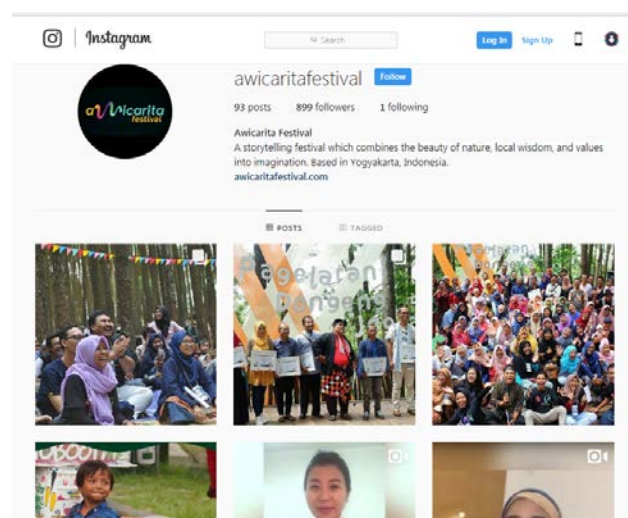 Instagram
Search
Log In Sign Up
awicarita
festival
awicaritafestival Follow
93 posts 899 followers 1 following
Awicarita Festival
A storytelling festival which combines the beauty of nature, local wisdom, and values
into imagination. Based in Yogyakarta, Indonesia.
awicaritafestival.com
POSTS TAGGED
Pagelaran
Dongeng